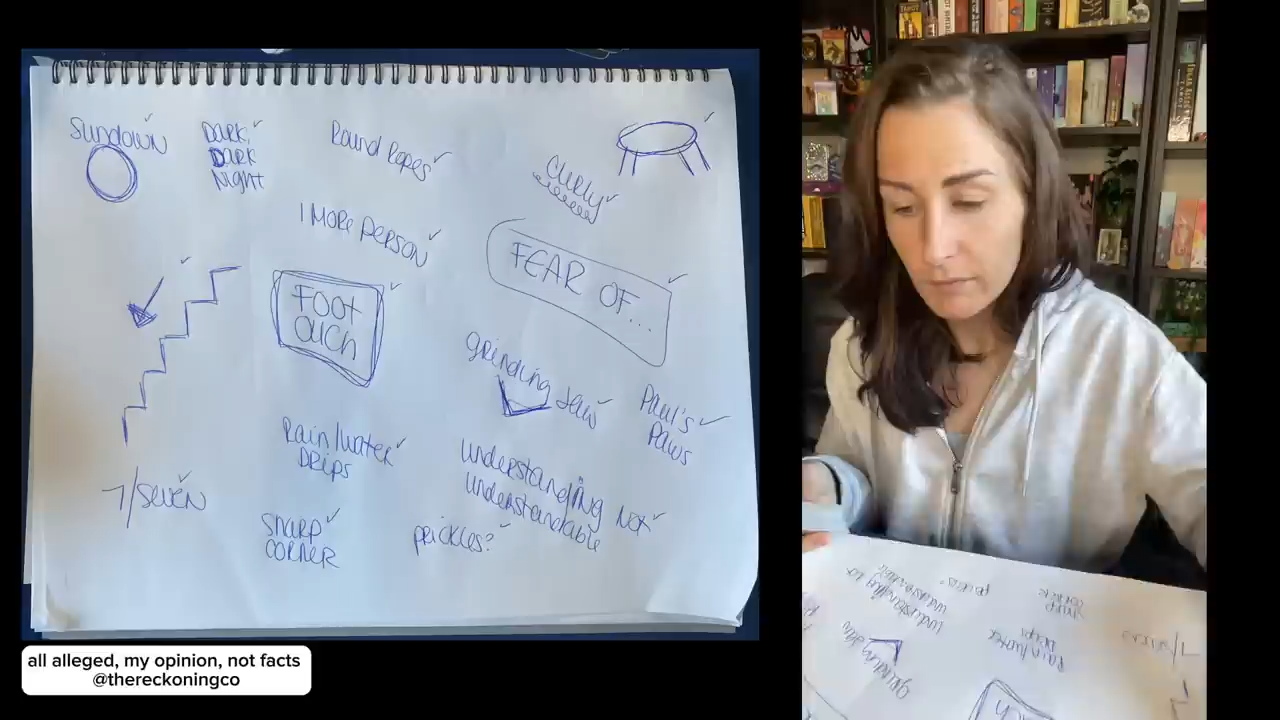 Sundown
DARK,
DARK
Night
Round Ropes
Curly
1 MORE PERSON
FEAR OF...
FOOT
OUCH
grinding Jaw
Paul's
Paws
Rain/water
DRIPS
understanding not
understandable
7/seven
SHARP
CORNER
prickles?
all alleged, my opinion, not facts
@thereckoningco